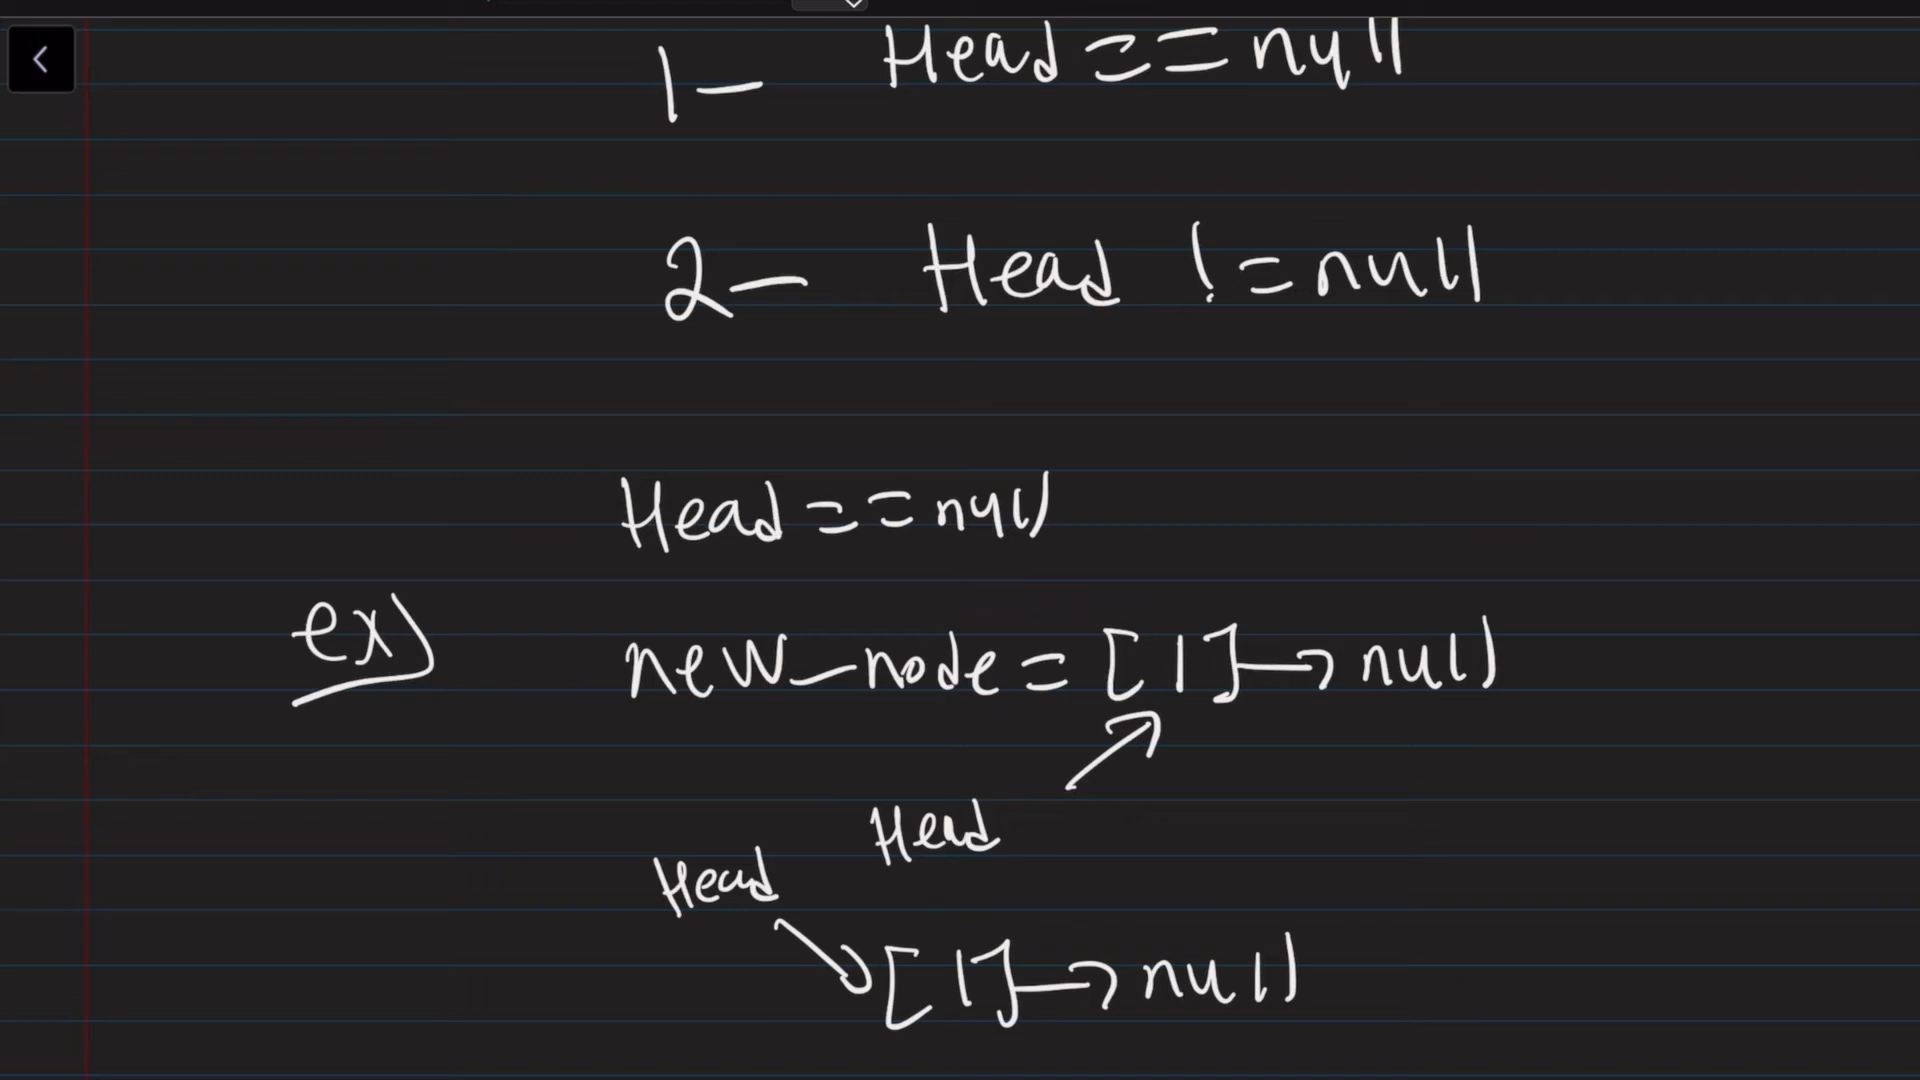 1- Head == null
2- Head != null
Head == null
ex) new_node = [1] → null
Head
Head
[1] → null